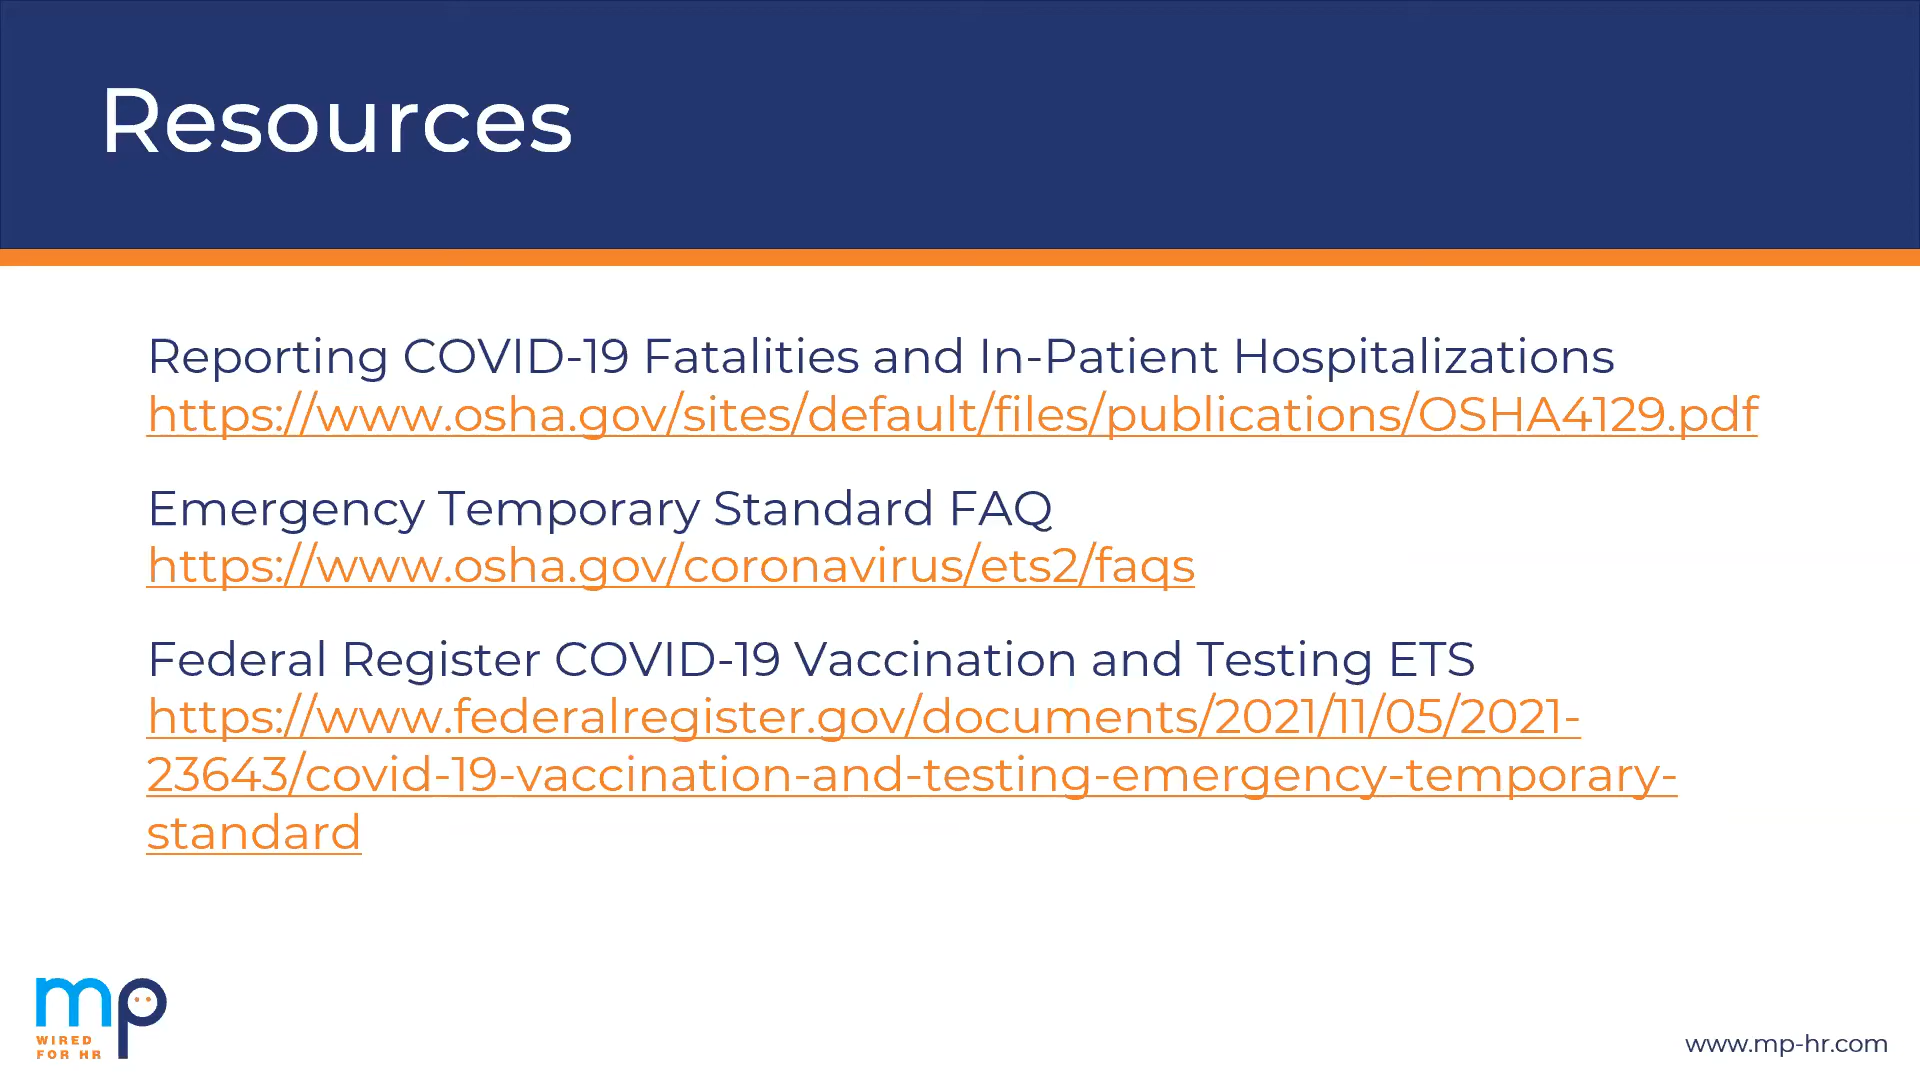 Resources
Reporting COVID-19 Fatalities and In-Patient Hospitalizations
https://www.osha.gov/sites/default/files/publications/OSHA4129.pdf
Emergency Temporary Standard FAQ
https://www.osha.gov/coronavirus/ets2/faqs
Federal Register COVID-19 Vaccination and Testing ETS
https://www.federalregister.gov/documents/2021/11/05/2021-
23643/covid-19-vaccination-and-testing-emergency-temporary-
standard
mp
WIRED
FOR HR
www.mp-hr.com